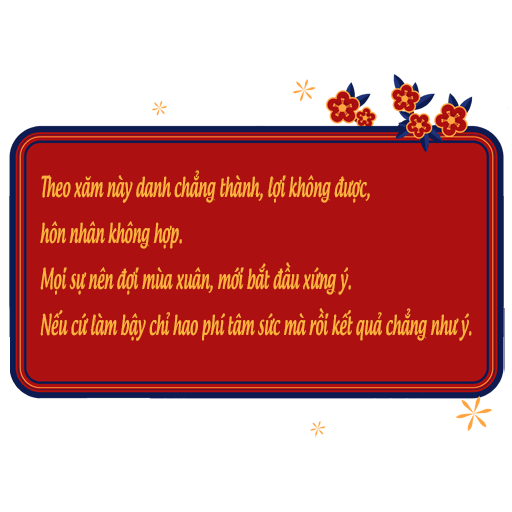 Theo xăm này danh chẳng thành, lợi không được,
hôn nhân không hợp.
Mọi sự nên đợi mùa xuân, mới bắt đầu xứng ý.
Nếu cứ làm bậy chỉ hao phí tâm sức mà rồi kết quả chẳng như ý.